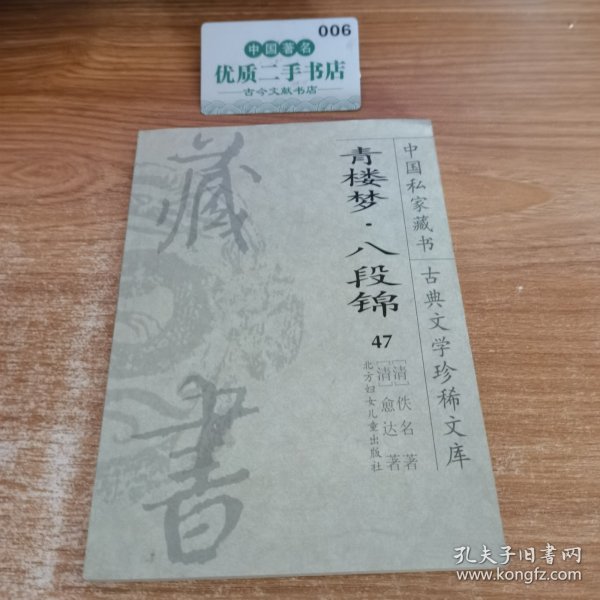 006
中国著名
优质二手书店
古今文献书店
中国私家藏书
古典文学珍稀文库
青楼梦·八段锦
47
[清]佚名 著
[清]愈达 著
北方妇女儿童出版社
藏
書
孔夫子旧书网
www.kongfz.com